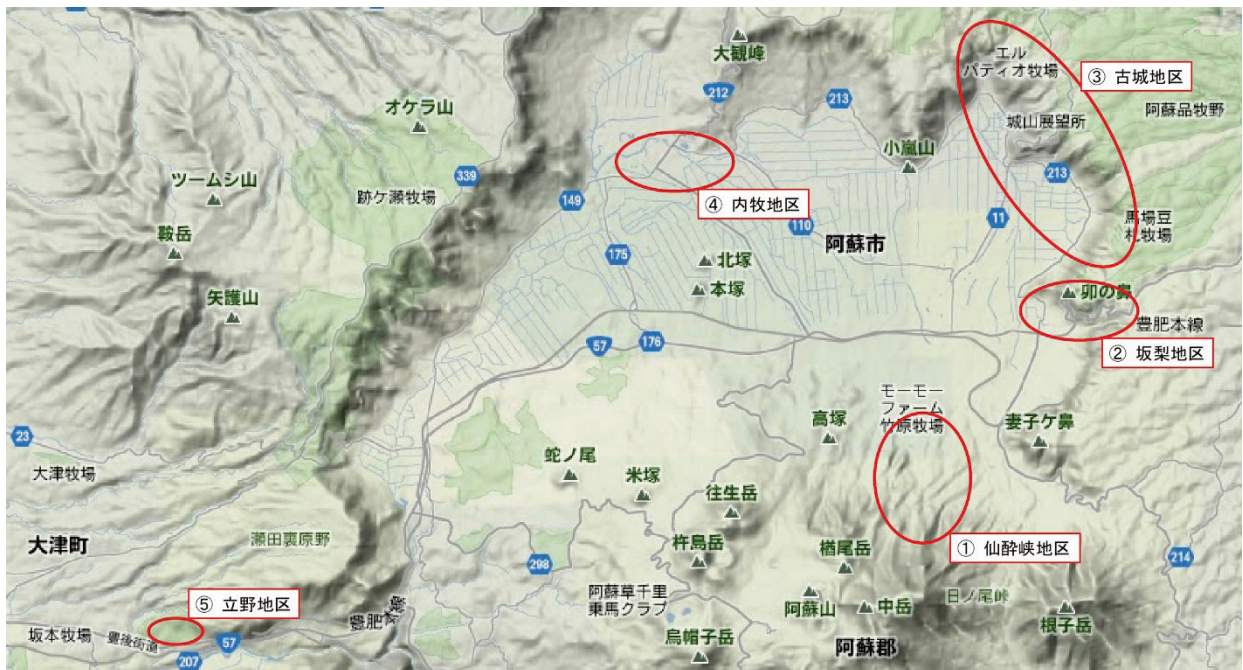 大観峰
エル
パティオ牧場
③ 古城地区
オケラ山
212
213
城山展望所
阿蘇品牧野
ツームシ山
跡ケ瀬牧場
339
149
小嵐山
213
鞍岳
④ 内牧地区
110
11
馬場豆
札牧場
175
北塚
阿蘇市
矢護山
本塚
卯の鼻
57
176
豊肥本線
② 坂梨地区
モーモー
ファーム
竹原牧場
23
高塚
妻子ケ鼻
大津牧場
蛇ノ尾
米塚
往生岳
大津町
瀬田裏原野
杵島岳
楢尾岳
① 仙酔峡地区
214
298
⑤ 立野地区
阿蘇草千里
乗馬クラブ
阿蘇山
中岳
日ノ尾峠
根子岳
坂本牧場
豊後街道
57
豊肥
207
烏帽子岳
阿蘇郡